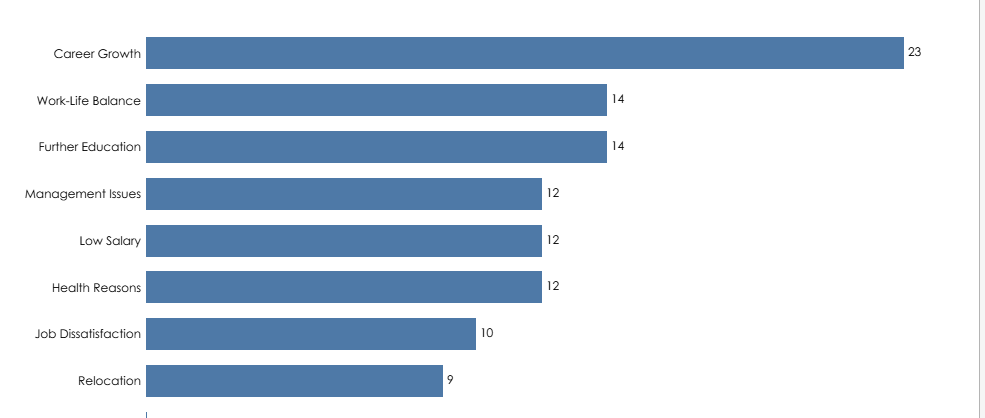 Career Growth 23
Work-Life Balance 14
Further Education 14
Management Issues 12
Low Salary 12
Health Reasons 12
Job Dissatisfaction 10
Relocation 9